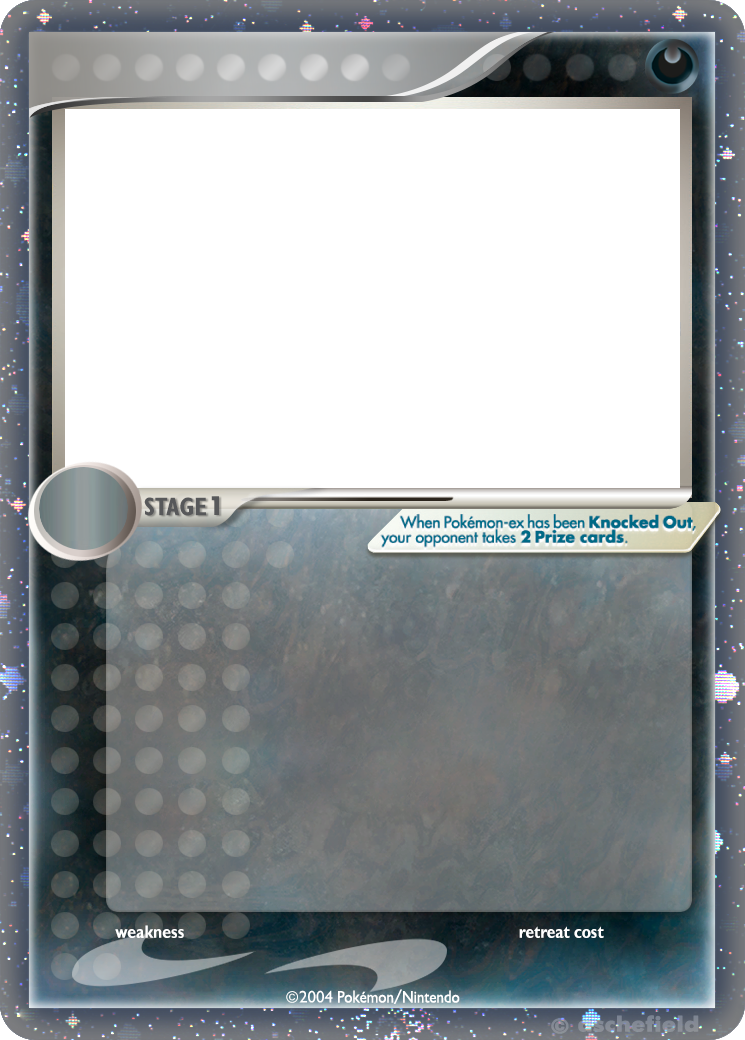 STAGE 1
When Pokémon-ex has been Knocked Out,
your opponent takes 2 Prize cards.
weakness
retreat cost
©2004 Pokémon/Nintendo
© aschefield